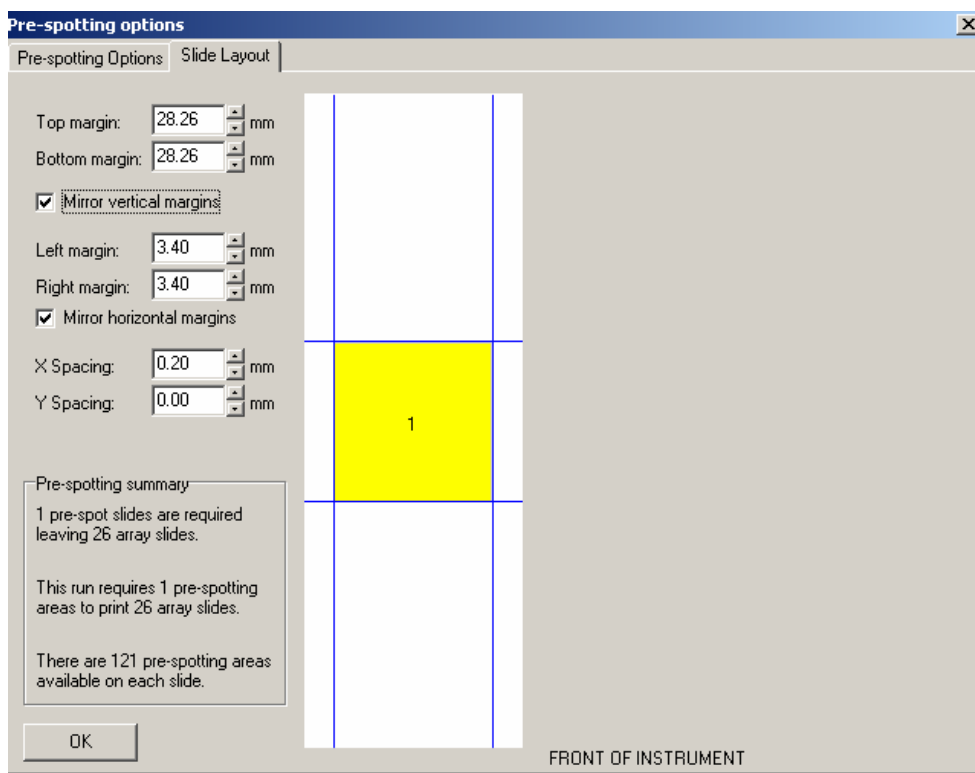 Pre-spotting options
Pre-spotting Options Slide Layout
Top margin: 28.26 mm
Bottom margin: 28.26 mm
Mirror vertical margins
Left margin: 3.40 mm
Right margin: 3.40 mm
Mirror horizontal margins
X Spacing: 0.20 mm
Y Spacing: 0.00 mm
1
Pre-spotting summary
1 pre-spot slides are required
leaving 26 array slides.
This run requires 1 pre-spotting
areas to print 26 array slides.
There are 121 pre-spotting areas
available on each slide.
OK
FRONT OF INSTRUMENT